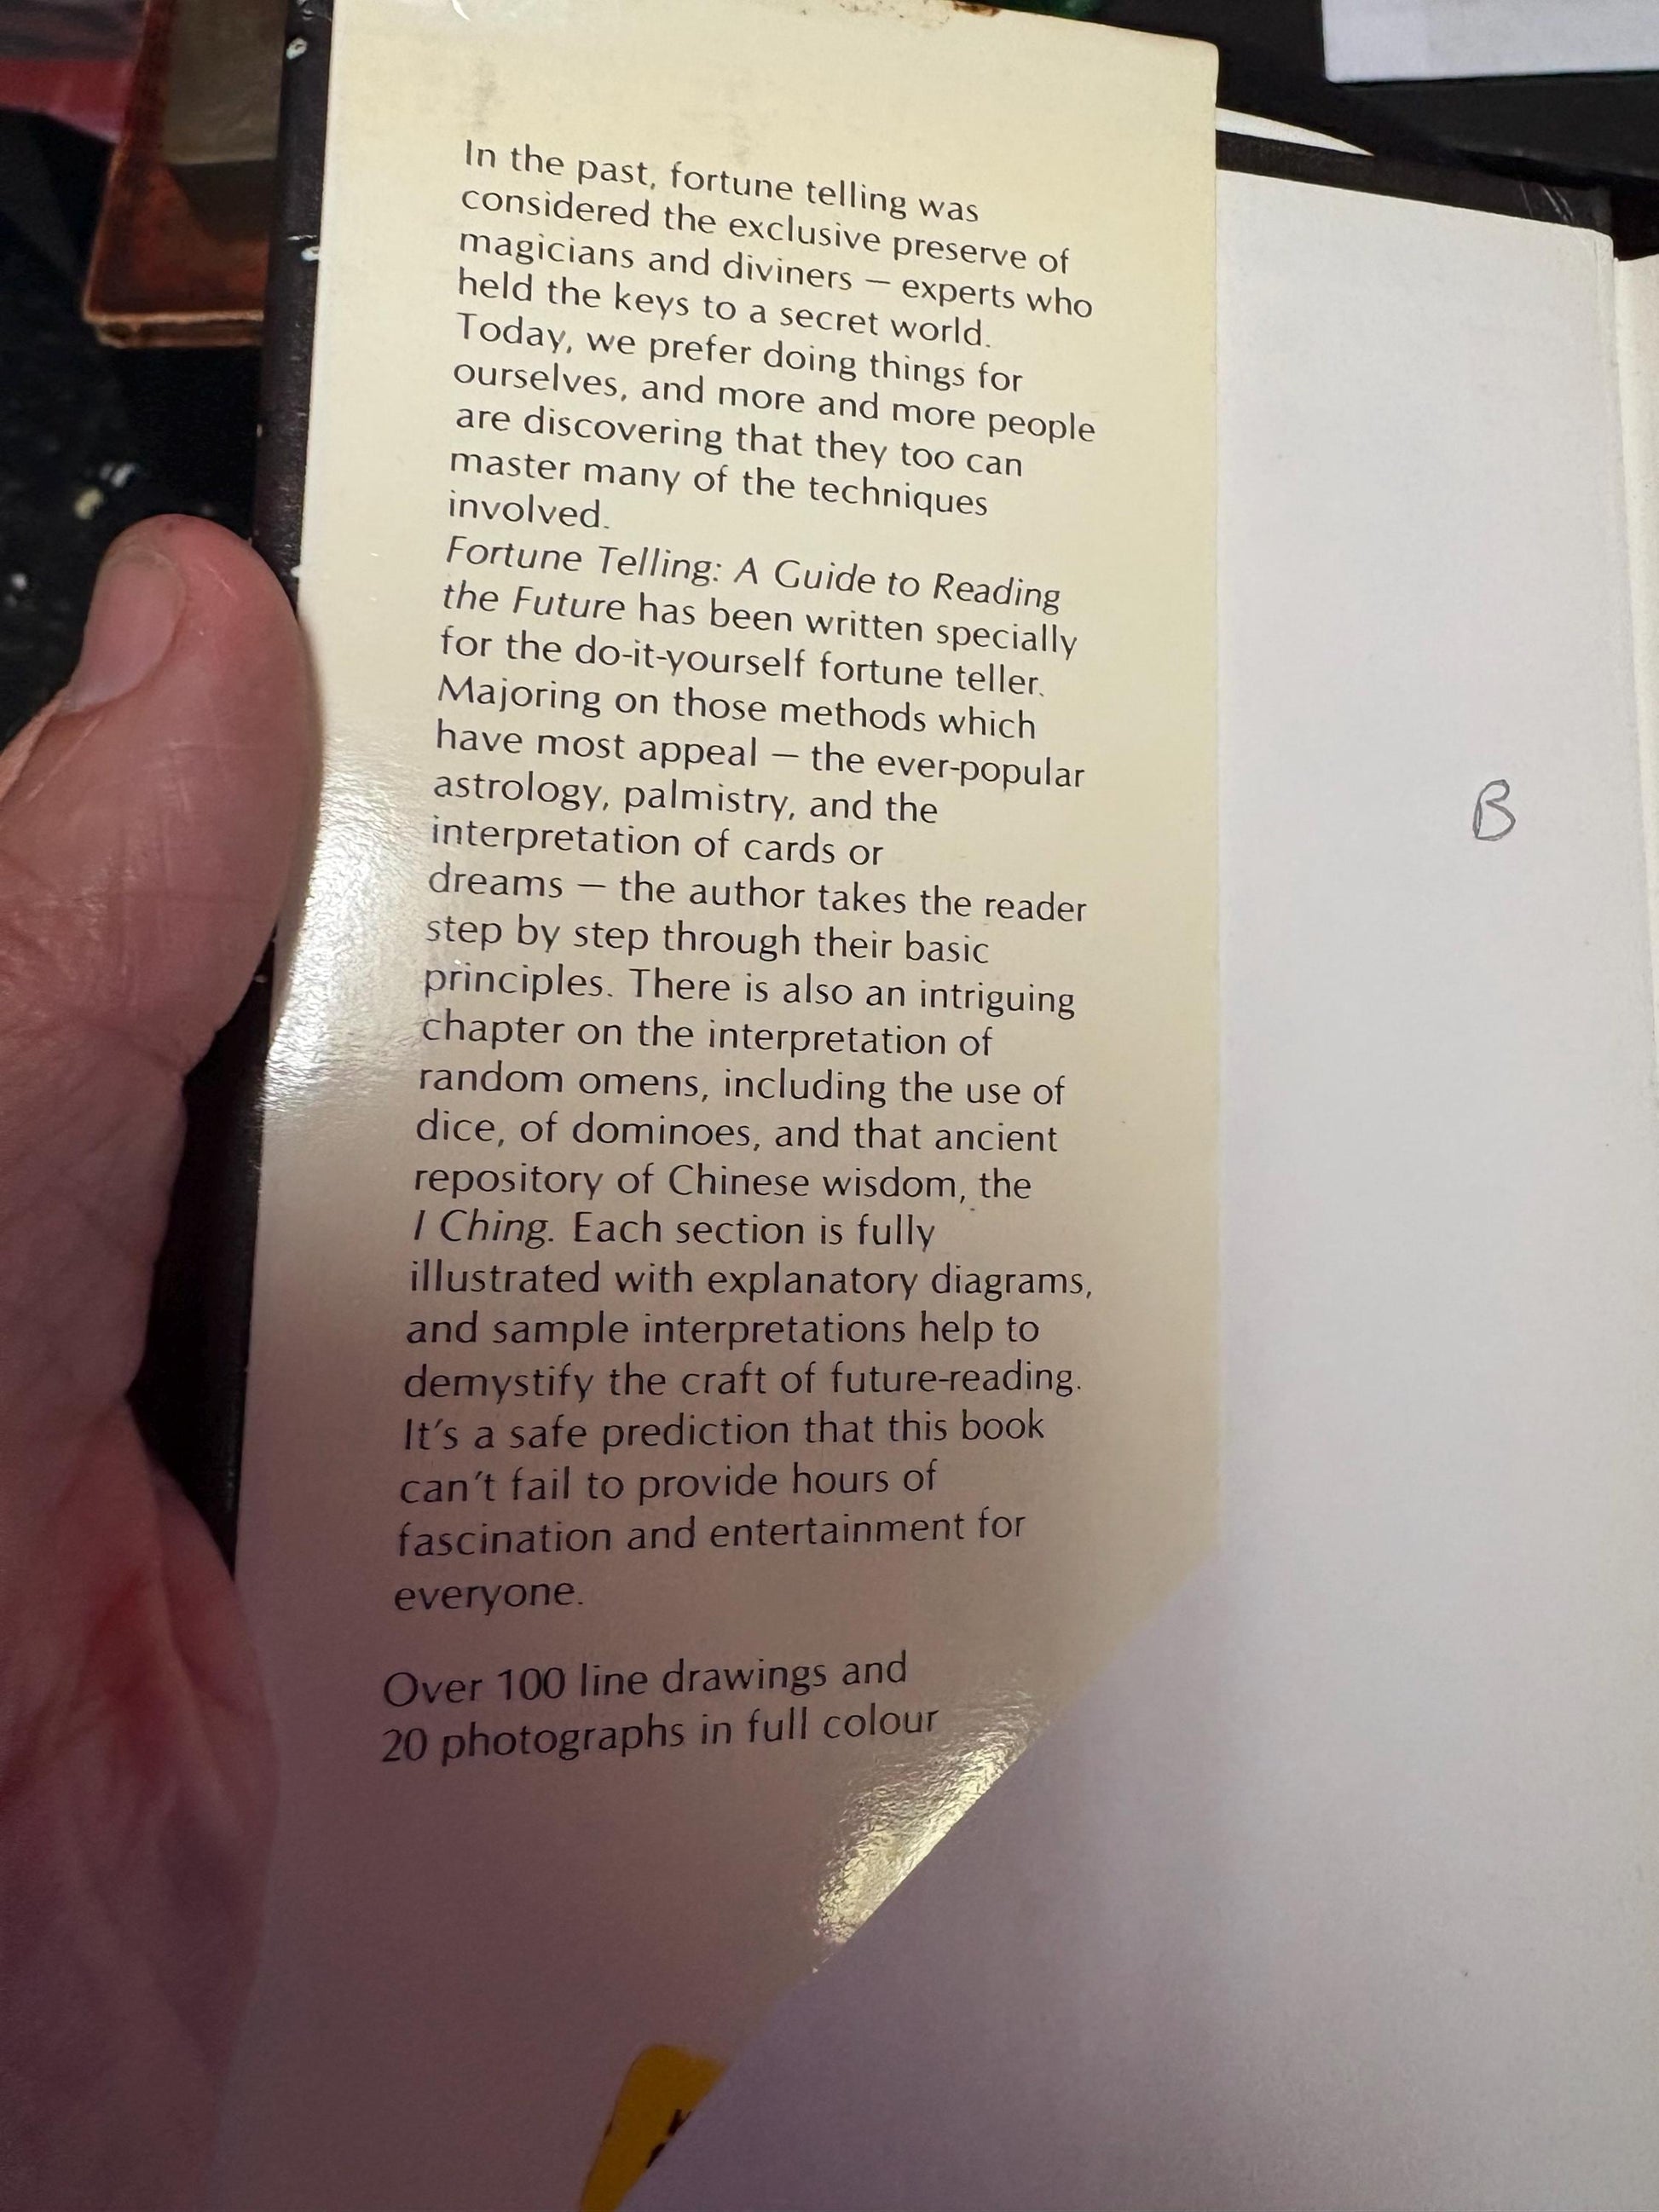 In the past, fortune telling was
considered the exclusive preserve of
magicians and diviners — experts who
held the keys to a secret world.
Today, we prefer doing things for
ourselves, and more and more people
are discovering that they too can
master many of the techniques
involved.
Fortune Telling: A Guide to Reading
the Future has been written specially
for the do-it-yourself fortune teller.
Majoring on those methods which
have most appeal — the ever-popular
astrology, palmistry, and the
interpretation of cards or
dreams — the author takes the reader
step by step through their basic
principles. There is also an intriguing
chapter on the interpretation of
random omens, including the use of
dice, of dominoes, and that ancient
repository of Chinese wisdom, the
I Ching. Each section is fully
illustrated with explanatory diagrams,
and sample interpretations help to
demystify the craft of future-reading.
It's a safe prediction that this book
can't fail to provide hours of
fascination and entertainment for
everyone.
Over 100 line drawings and
20 photographs in full colour
B